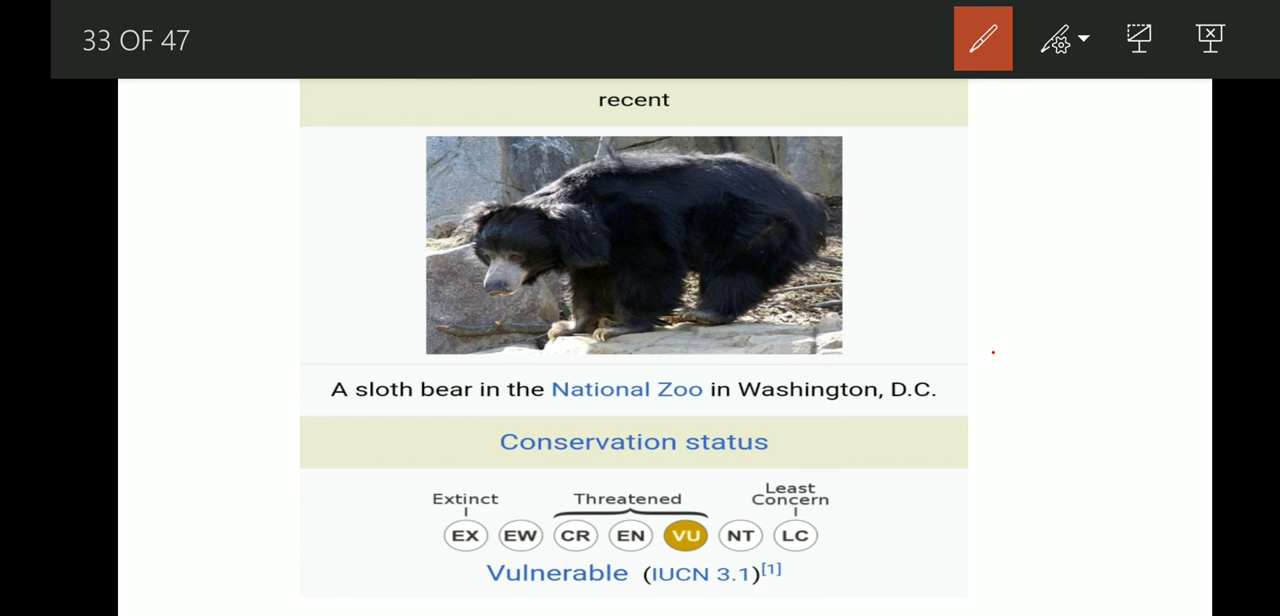 33 OF 47
recent
A sloth bear in the National Zoo in Washington, D.C.
Conservation status
Extinct Threatened Least Concern
EX EW CR EN VU NT LC
Vulnerable (IUCN 3.1)[1]